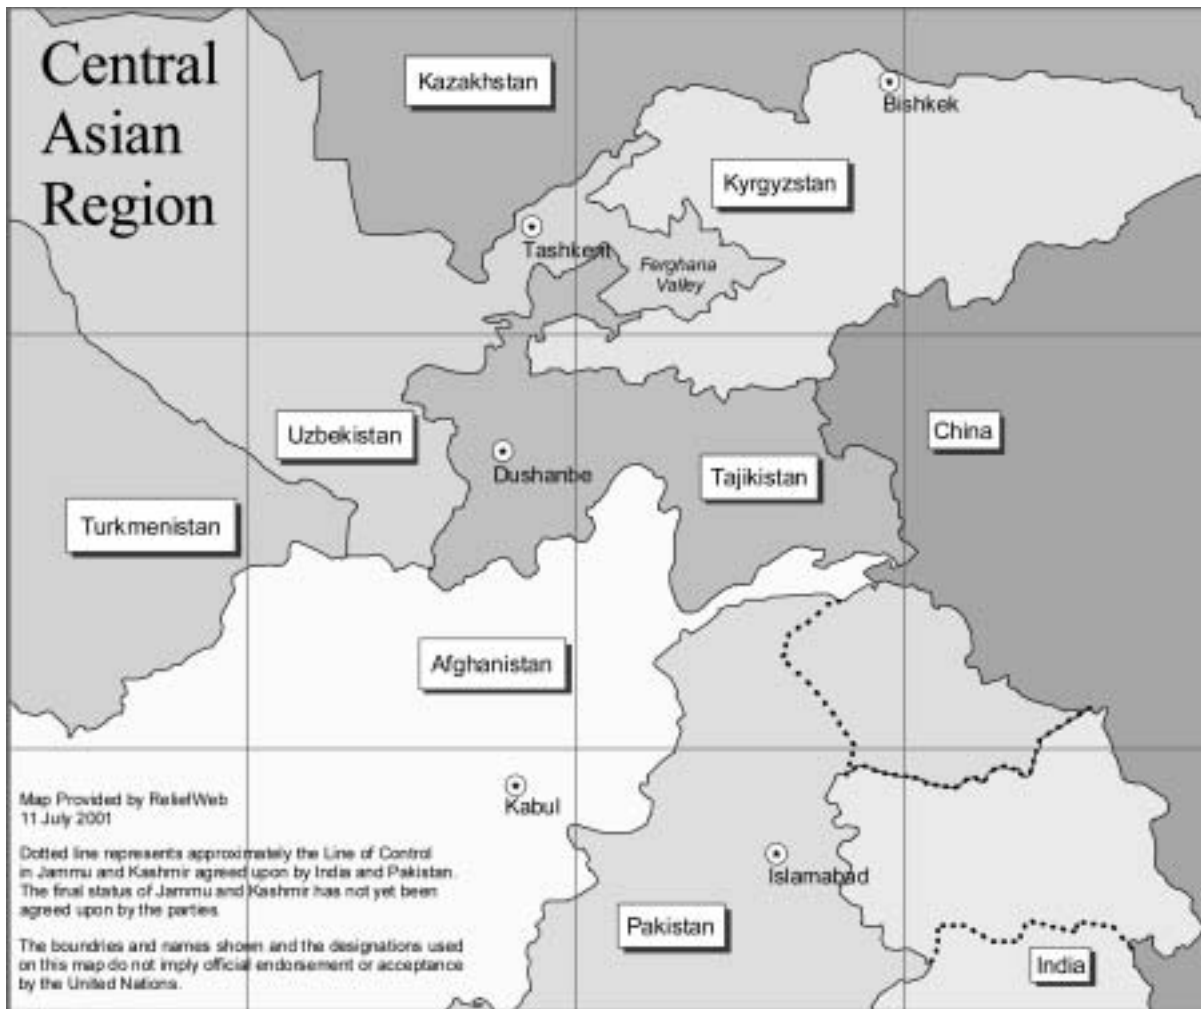 Central
Asian
Region
Kazakhstan
Bishkek
Kyrgyzstan
Tashkent
Ferghana
Valley
Uzbekistan
China
Dushanbe
Tajikistan
Turkmenistan
Afghanistan
Kabul
Islamabad
Pakistan
India
Map Provided by ReliefWeb
11 July 2001
Dotted line represents approximately the Line of Control
in Jammu and Kashmir agreed upon by India and Pakistan.
The final status of Jammu and Kashmir has not yet been
agreed upon by the parties.
The boundries and names shown and the designations used
on this map do not imply official endorsement or acceptance
by the United Nations.